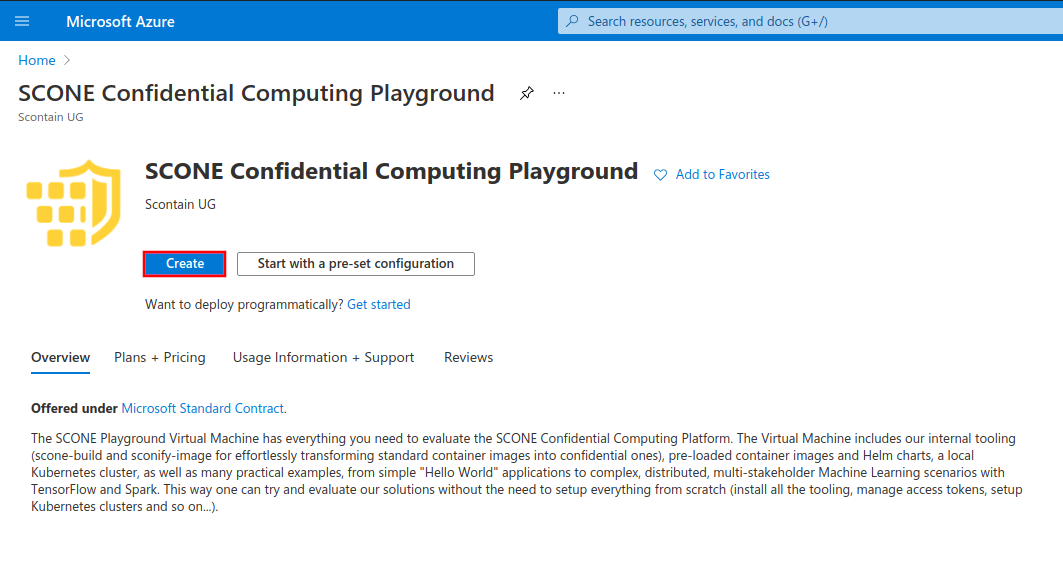 Microsoft Azure
Search resources, services, and docs (G+/)
Home
SCONE Confidential Computing Playground
...
Scontain UG
SCONE Confidential Computing Playground
Add to Favorites
Scontain UG
Create
Start with a pre-set configuration
Want to deploy programmatically? Get started
Overview
Plans + Pricing
Usage Information + Support
Reviews
Offered under Microsoft Standard Contract.
The SCONE Playground Virtual Machine has everything you need to evaluate the SCONE Confidential Computing Platform. The Virtual Machine includes our internal tooling
(scone-build and sconify-image for effortlessly transforming standard container images into confidential ones), pre-loaded container images and Helm charts, a local
Kubernetes cluster, as well as many practical examples, from simple "Hello World" applications to complex, distributed, multi-stakeholder Machine Learning scenarios with
TensorFlow and Spark. This way one can try and evaluate our solutions without the need to setup everything from scratch (install all the tooling, manage access tokens, setup
Kubernetes clusters and so on...).